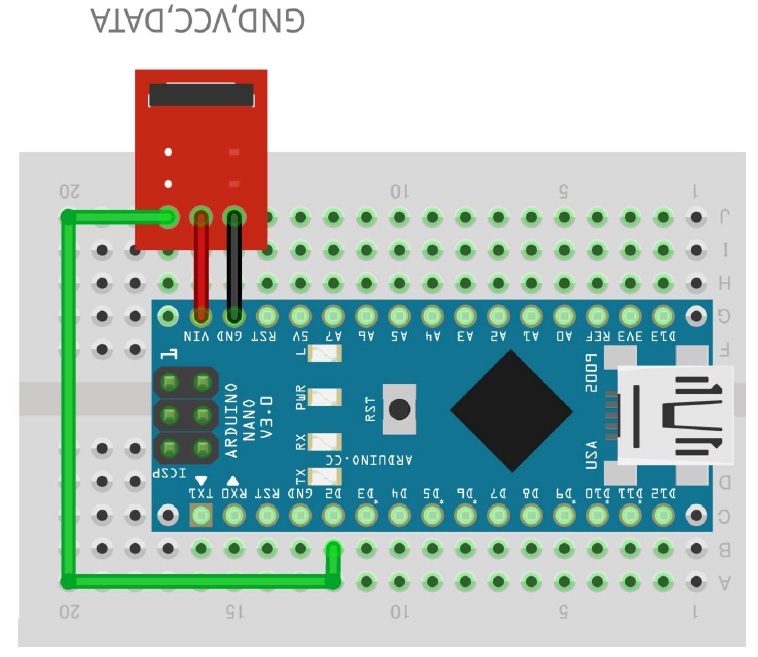 GND,VCC,DATA
20 10 5 1
J
I
H
G
VIN GND RST 5V A7 A6 A5 A4 A3 A2 A1 A0 REF 3V3 D13
F
1
L
PWR
RX
TX
ARDUINO
NANO
V3.0
RST
ARDUINO.CC
2009
USA
ICSP
D
TX1 RX0 RST GND D2 D3* D4 D5* D6* D7 D8 D9* D10* D11* D12
C
B
A
20 15 10 5 1